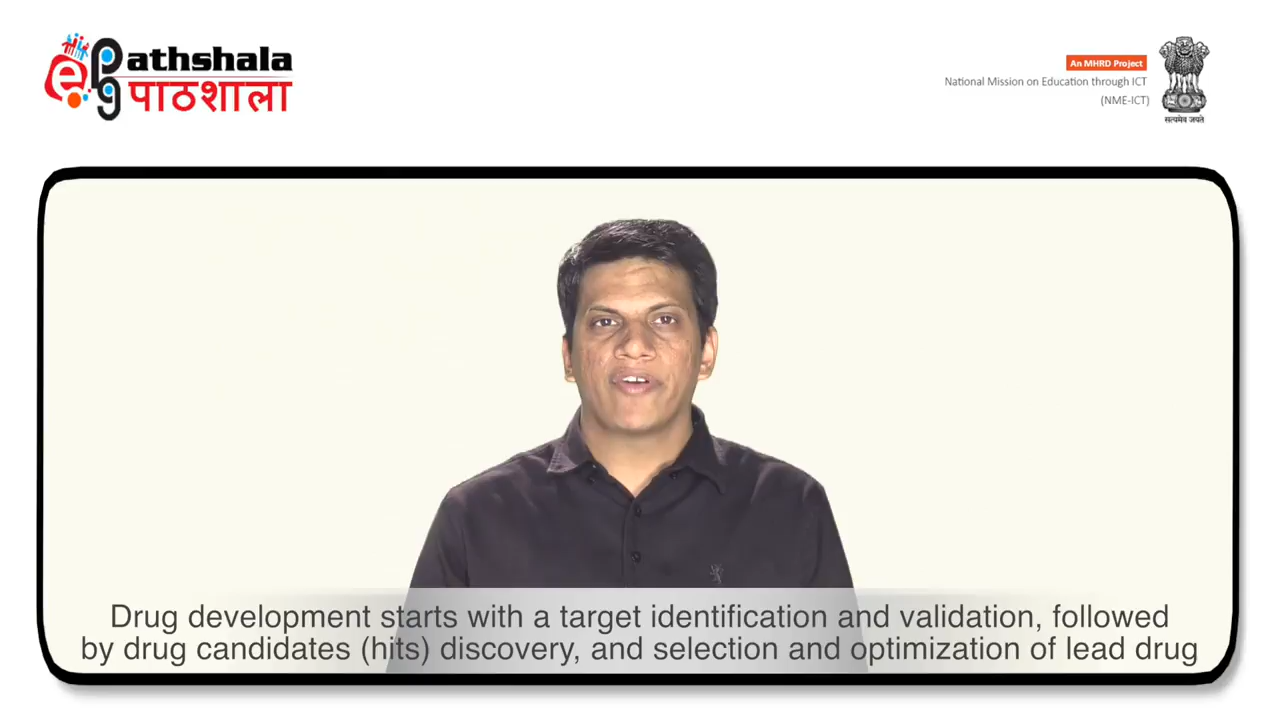 e Pg athshala
पाठशाला
An MHRD Project
National Mission on Education through ICT
(NME-ICT)
सत्यमेव जयते
Drug development starts with a target identification and validation, followed
by drug candidates (hits) discovery, and selection and optimization of lead drug